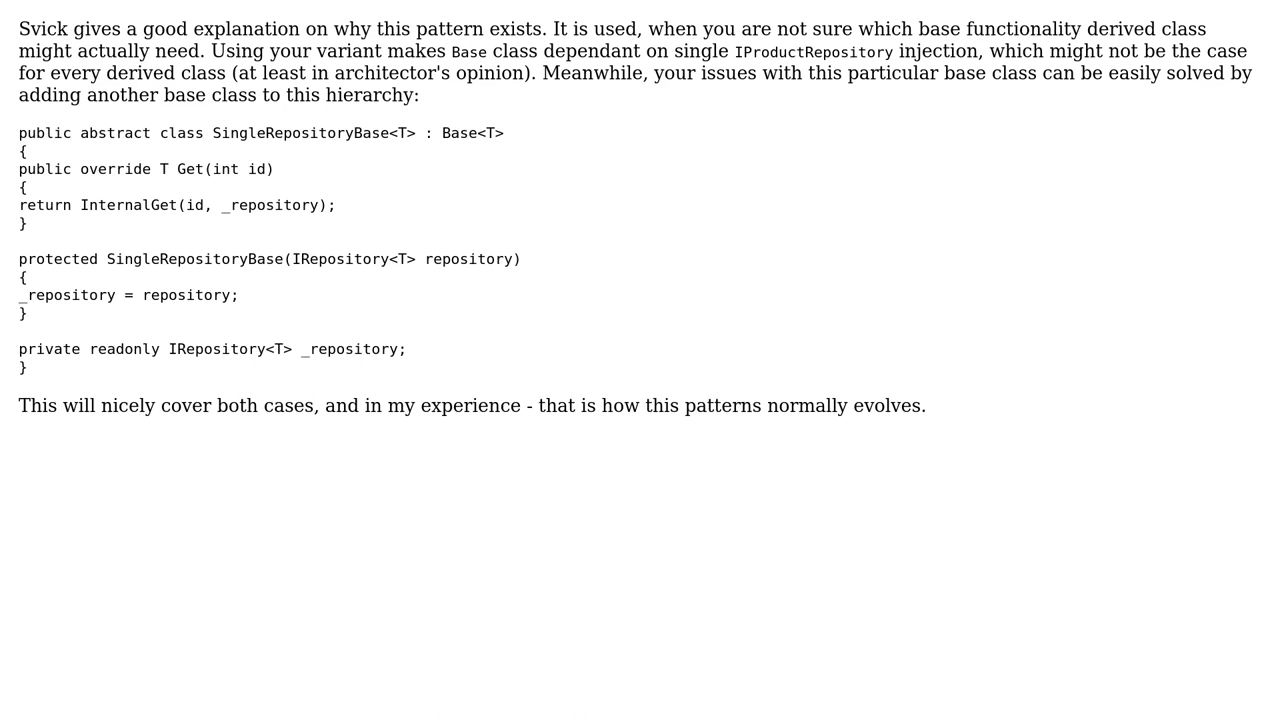 Svick gives a good explanation on why this pattern exists. It is used, when you are not sure which base functionality derived class
might actually need. Using your variant makes Base class dependant on single IProductRepository injection, which might not be the case
for every derived class (at least in architector's opinion). Meanwhile, your issues with this particular base class can be easily solved by
adding another base class to this hierarchy:
public abstract class SingleRepositoryBase<T> : Base<T>
{
public override T Get(int id)
{
return InternalGet(id, _repository);
}
protected SingleRepositoryBase(IRepository<T> repository)
{
_repository = repository;
}
private readonly IRepository<T> _repository;
}
This will nicely cover both cases, and in my experience - that is how this patterns normally evolves.